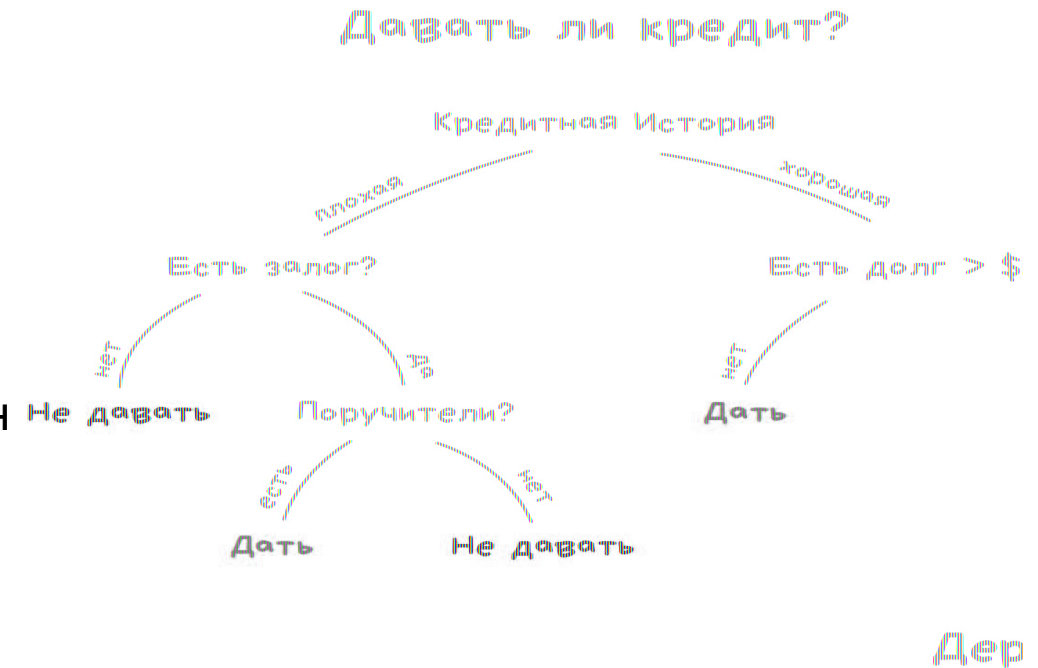 Давать ли кредит?
Кредитная История
плохая
хорошая
Есть залог?
Есть долг > $
нет
да
нет
Н
Не давать
Поручители?
Дать
есть
нет
Дать
Не давать
Дер